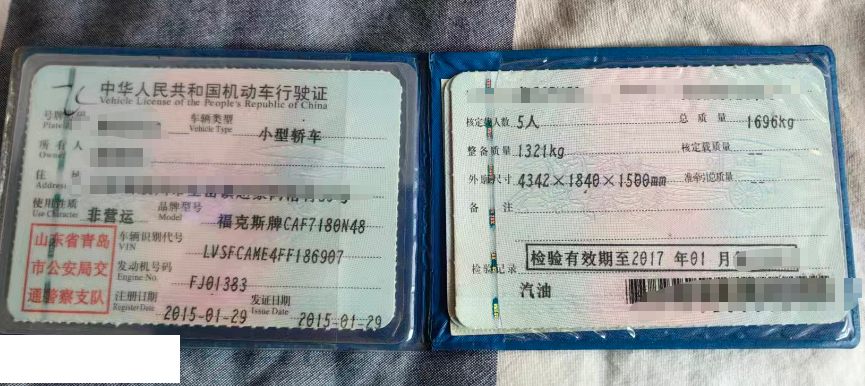 中华人民共和国机动车行驶证
Vehicle License of the People's Republic of China
号牌
车辆类型
Vehicle Type
小型轿车
所有人
Owner
住
Address
使用性质
Use Character
非营运
品牌型号
Model
福克斯牌CAF7180N48
山东省青岛
市公安局交
通警察支队
车辆识别代号
VIN
LVSFCAME4FF186907
发动机号码
Engine No.
FJ01383
注册日期
Register Date
2015-01-29
发证日期
Issue Date
2015-01-29
核定载人数 5人
总质量 1696kg
整备质量 1321kg
核定载质量 --
外廓尺寸 4342×1840×1500mm
准牵引总质量 --
备注
检验记录
检验有效期至2017 年01 月
汽油